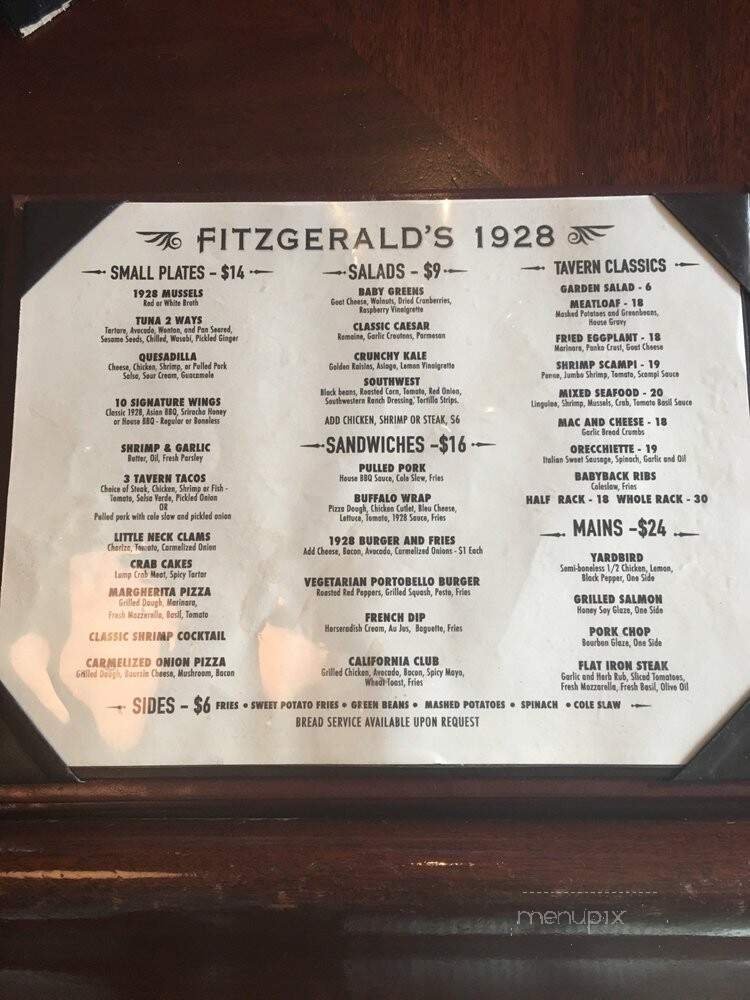 FITZGERALD'S 1928
SMALL PLATES - $14
1928 MUSSELS
Red or White Broth
TUNA 2 WAYS
Tartare, Avocado, Wonton, and Pan Seared,
Sesame Seeds, Chilled, Wasabi, Pickled Ginger
QUESADILLA
Cheese, Chicken, Shrimp, or Pulled Pork
Salsa, Sour Cream, Guacamole
10 SIGNATURE WINGS
Classic 1928, Asian BBQ, Sriracha Honey
or House BBQ - Regular or Boneless
SHRIMP & GARLIC
Butter, Oil, Fresh Parsley
3 TAVERN TACOS
Choice of Steak, Chicken, Shrimp or Fish -
Tomato, Salsa Verde, Pickled Onion
OR
Pulled pork with cole slaw and pickled onion
LITTLE NECK CLAMS
Chorizo, Tomato, Carmelized Onion
CRAB CAKES
Lump Crab Meat, Spicy Tartar
MARGHERITA PIZZA
Grilled Dough, Marinara,
Fresh Mozzarella, Basil, Tomato
CLASSIC SHRIMP COCKTAIL
CARMELIZED ONION PIZZA
Grilled Dough, Boursin Cheese, Mushroom, Bacon
SALADS - $9
BABY GREENS
Goat Cheese, Walnuts, Dried Cranberries,
Raspberry Vinaigrette
CLASSIC CAESAR
Romaine, Garlic Croutons, Parmesan
CRUNCHY KALE
Golden Raisins, Asiago, Lemon Vinaigrette
SOUTHWEST
Black beans, Roasted Corn, Tomato, Red Onion,
Southwestern Ranch Dressing, Tortilla Strips.
ADD CHICKEN, SHRIMP OR STEAK, $6
SANDWICHES -$16
PULLED PORK
House BBQ Sauce, Cole Slaw, Fries
BUFFALO WRAP
Pizza Dough, Chicken Cutlet, Bleu Cheese,
Lettuce, Tomato, 1928 Sauce, Fries
1928 BURGER AND FRIES
Add Cheese, Bacon, Avocado, Carmelized Onions - $1 Each
VEGETARIAN PORTOBELLO BURGER
Roasted Red Peppers, Grilled Squash, Pesto, Fries
FRENCH DIP
Horseradish Cream, Au Jus, Baguette, Fries
CALIFORNIA CLUB
Grilled Chicken, Avocado, Bacon, Spicy Mayo,
Wheat Toast, Fries
TAVERN CLASSICS
GARDEN SALAD - 6
MEATLOAF - 18
Mashed Potatoes and Greenbeans,
House Gravy
FRIED EGGPLANT - 18
Marinara, Panko Crust, Goat Cheese
SHRIMP SCAMPI - 19
Penne, Jumbo Shrimp, Tomato, Scampi Sauce
MIXED SEAFOOD - 20
Linguine, Shrimp, Mussels, Crab, Tomato Basil Sauce
MAC AND CHEESE - 18
Garlic Bread Crumbs
ORECCHIETTE - 19
Italian Sweet Sausage, Spinach, Garlic and Oil
BABYBACK RIBS
Coleslaw, Fries
HALF RACK - 18 WHOLE RACK - 30
MAINS -$24
YARDBIRD
Semi-boneless 1/2 Chicken, Lemon,
Black Pepper, One Side
GRILLED SALMON
Honey Soy Glaze, One Side
PORK CHOP
Bourbon Glaze, One Side
FLAT IRON STEAK
Garlic and Herb Rub, Sliced Tomatoes,
Fresh Mozzarella, Fresh Basil, Olive Oil
SIDES - $6 FRIES • SWEET POTATO FRIES • GREEN BEANS • MASHED POTATOES • SPINACH • COLE SLAW
BREAD SERVICE AVAILABLE UPON REQUEST
menupix